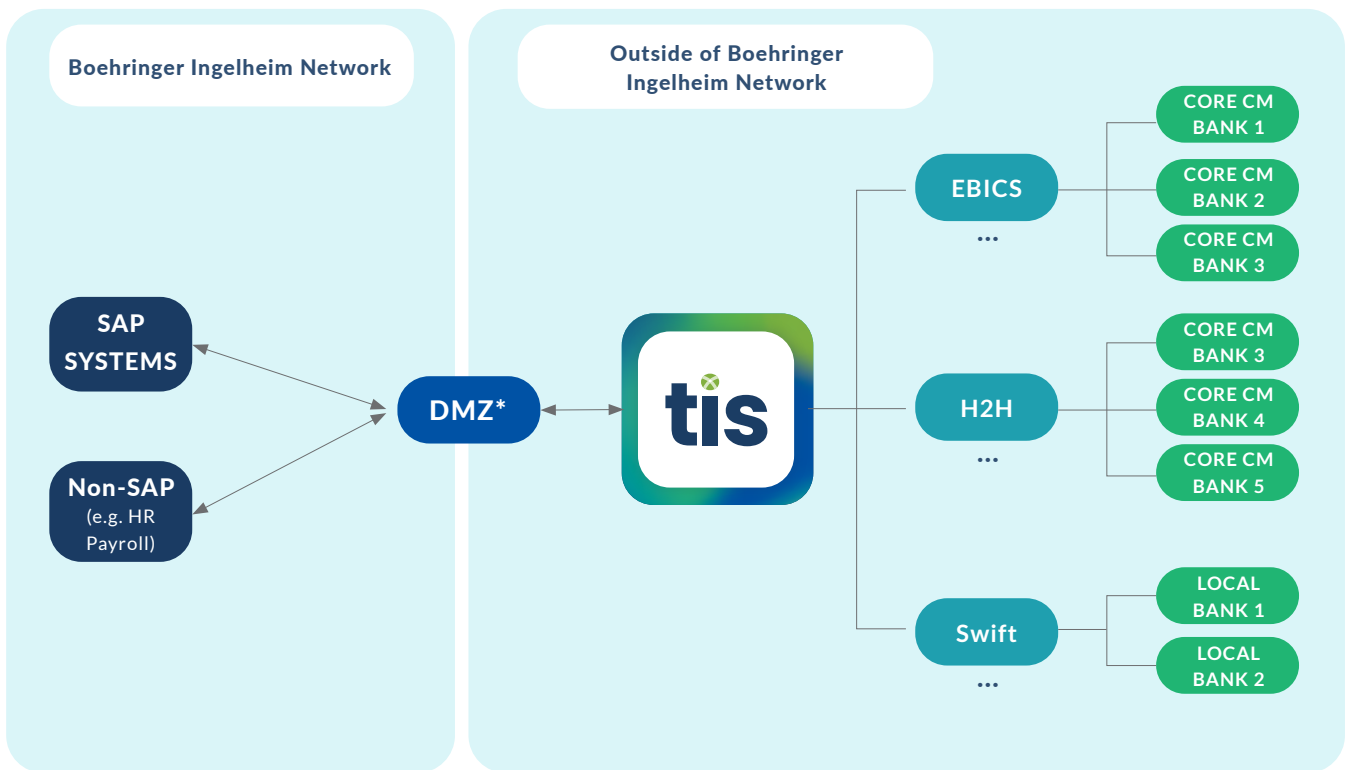 Boehringer Ingelheim Network
Outside of Boehringer
Ingelheim Network
SAP
SYSTEMS
Non-SAP
(e.g. HR
Payroll)
DMZ*
tis
EBICS
...
CORE CM
BANK 1
CORE CM
BANK 2
CORE CM
BANK 3
H2H
...
CORE CM
BANK 3
CORE CM
BANK 4
CORE CM
BANK 5
Swift
...
LOCAL
BANK 1
LOCAL
BANK 2